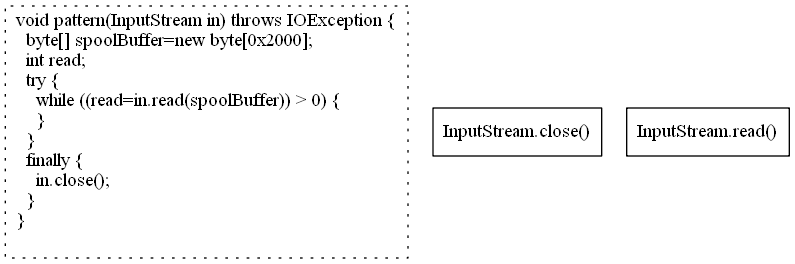 void pattern(InputStream in) throws IOException {
  byte[] spoolBuffer=new byte[0x2000];
  int read;
  try {
    while ((read=in.read(spoolBuffer)) > 0) {
    }
  }
  finally {
    in.close();
  }
}
InputStream.close()
InputStream.read()